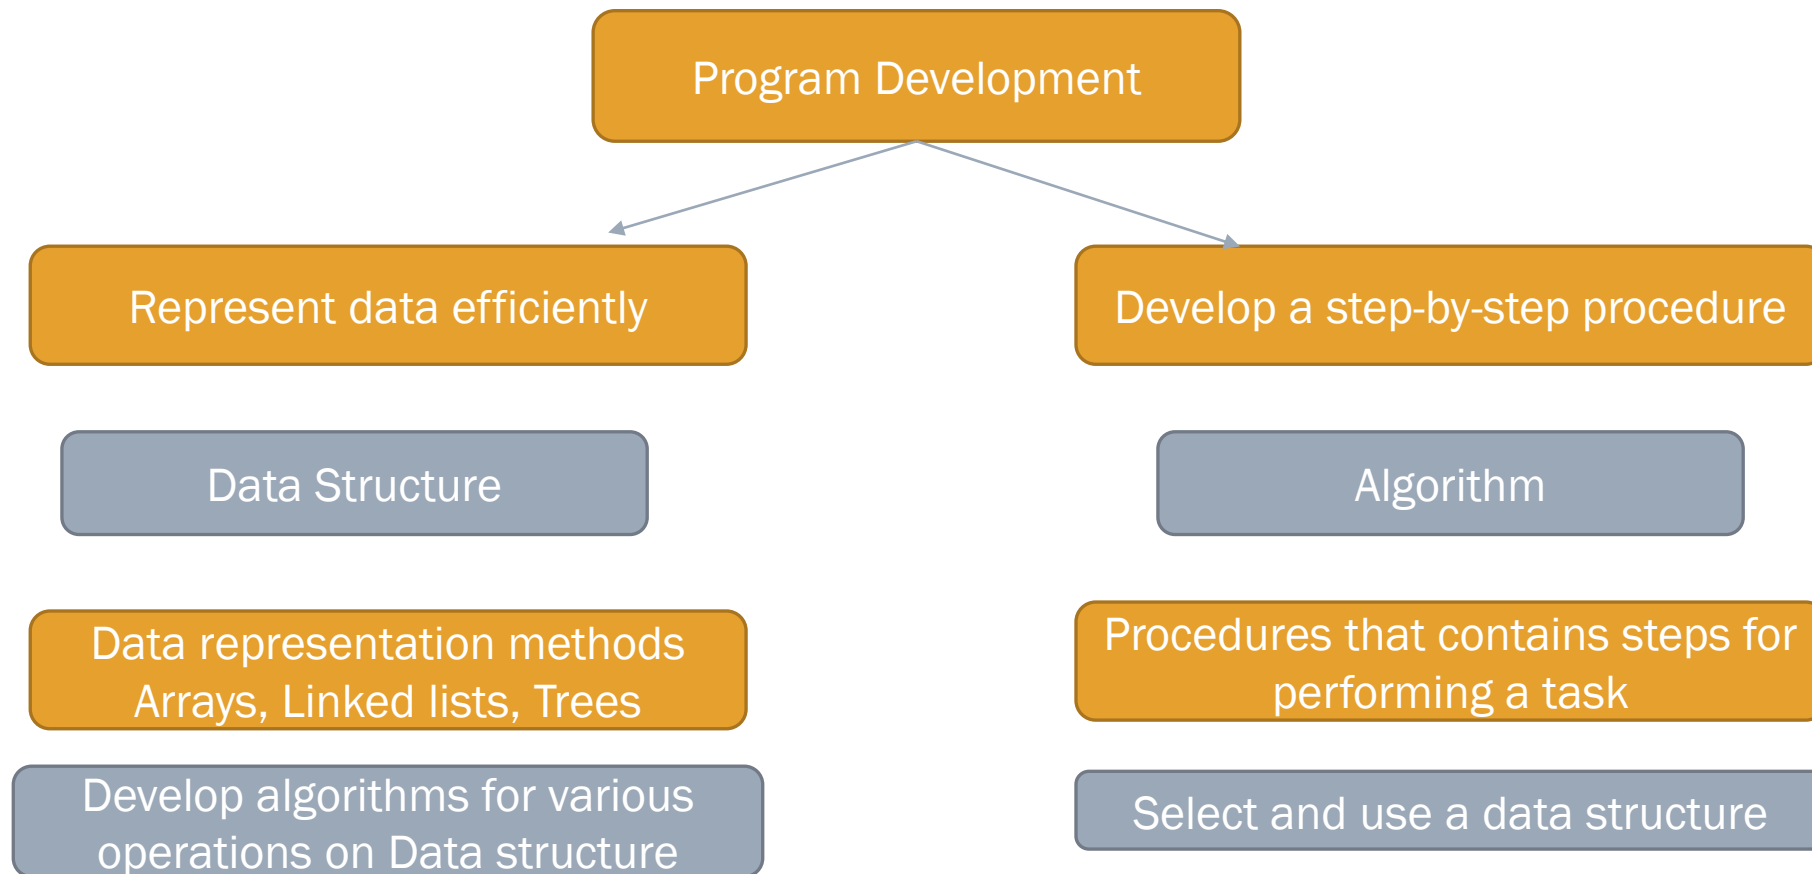 Program Development
Represent data efficiently
Develop a step-by-step procedure
Data Structure
Algorithm
Data representation methods
Arrays, Linked lists, Trees
Procedures that contains steps for
performing a task
Develop algorithms for various
operations on Data structure
Select and use a data structure